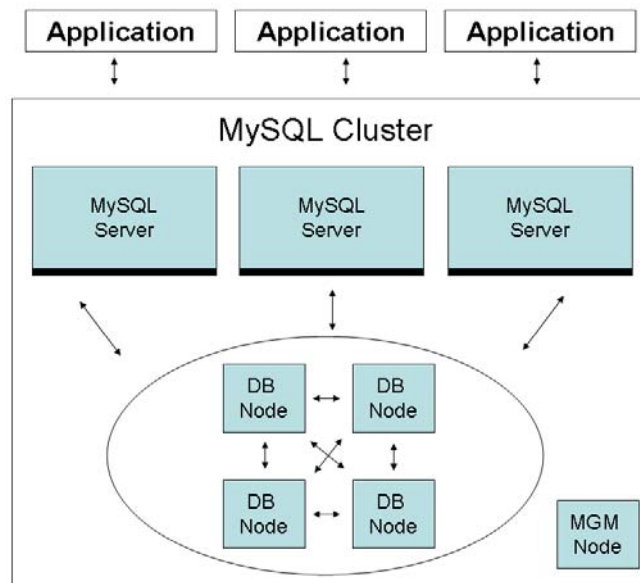 Application Application Application
MySQL Cluster
MySQL
Server
MySQL
Server
MySQL
Server
DB
Node
DB
Node
DB
Node
DB
Node
MGM
Node